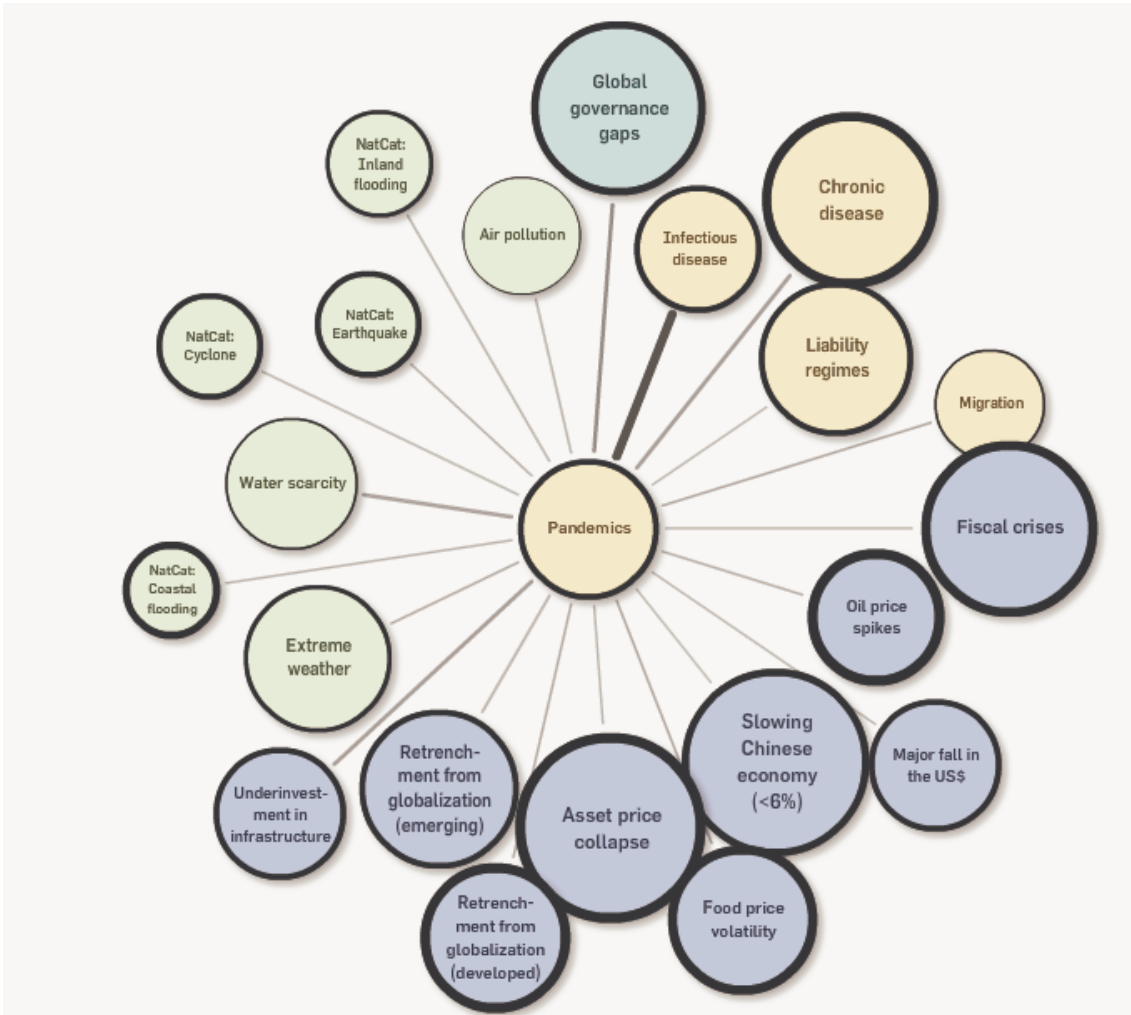 Global
governance
gaps
NatCat:
Inland
flooding
Chronic
disease
Air pollution
Infectious
disease
NatCat:
Earthquake
NatCat:
Cyclone
Liability
regimes
Migration
Water scarcity
Pandemics
Fiscal crises
NatCat:
Coastal
flooding
Oil price
spikes
Extreme
weather
Slowing
Chinese
economy
(<6%)
Major fall in
the US$
Retrench-
ment from
globalization
(emerging)
Underinvest-
ment in
infrastructure
Asset price
collapse
Retrench-
ment from
globalization
(developed)
Food price
volatility